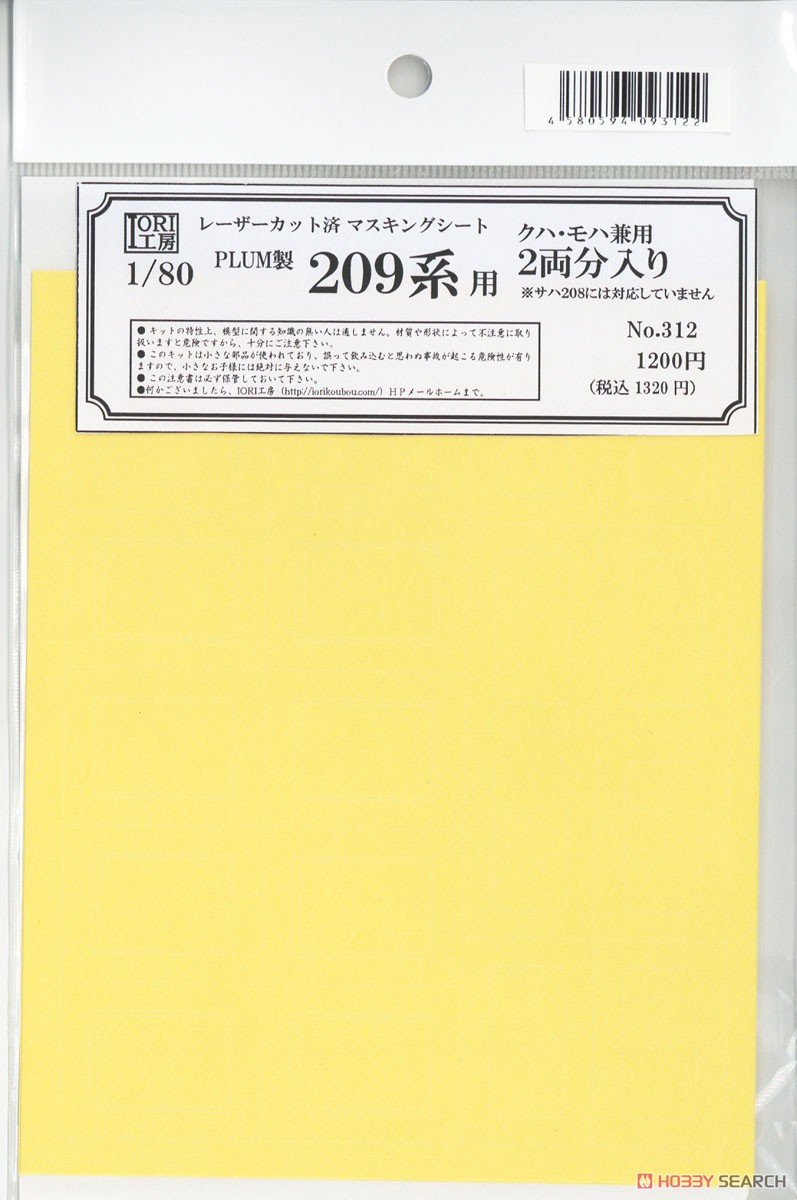 4 580594 093122
IORI
工房
レーザーカット済 マスキングシート
クハ・モハ兼用
1/80
PLUM製
209系 用
2両分入り
※サハ208には対応していません
● キットの特性上、模型に関する知識の無い人は適しません。材質や形状によって不注意に取り
扱いますと危険ですから、十分にご注意下さい。
● このキットは小さな部品が使われており、誤って飲み込むと思わぬ事故が起こる危険性が有り
ますので、小さなお子様には絶対に与えないで下さい。
● この注意書は必ず保管しておいて下さい。
●何かございましたら、IORI工房（http://iorikoubou.com/）ＨＰメールホームまで。
No.312
1200円
（税込 1320 円）
HOBBY SEARCH